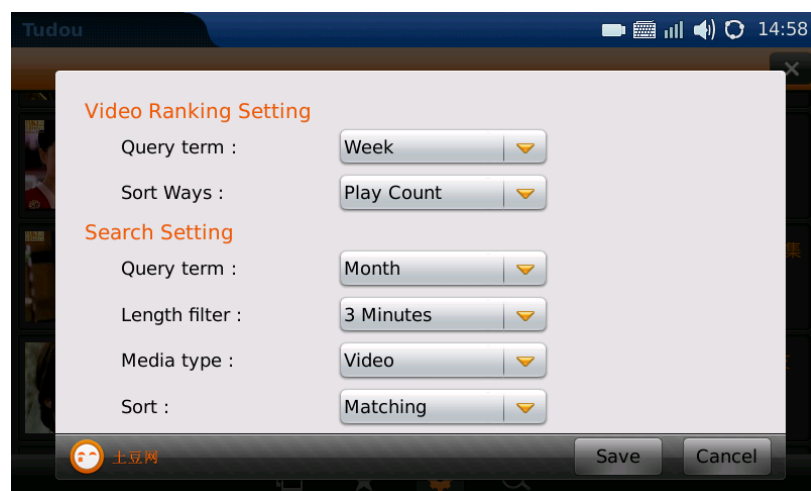 Tudou
14:58
Video Ranking Setting
Query term : Week
Sort Ways : Play Count
Search Setting
Query term : Month
Length filter : 3 Minutes
Media type : Video
Sort : Matching
土豆网
Save Cancel
集